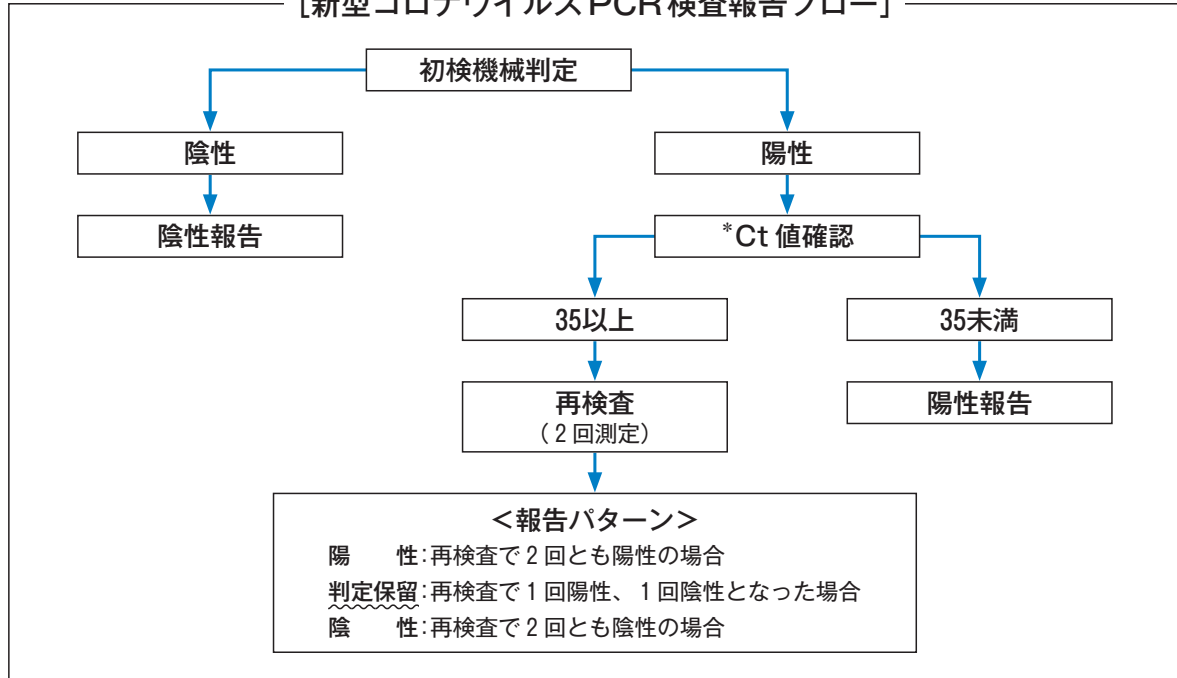 [新型コロナウイルスPCR検査報告フロー]
初検機械判定
陰性
陽性
陰性報告
*Ct 値確認
35以上
35未満
再検査
(2回測定)
陽性報告
<報告パターン>
陽　性:再検査で2回とも陽性の場合
判定保留:再検査で1回陽性、1回陰性となった場合
陰　性:再検査で2回とも陰性の場合